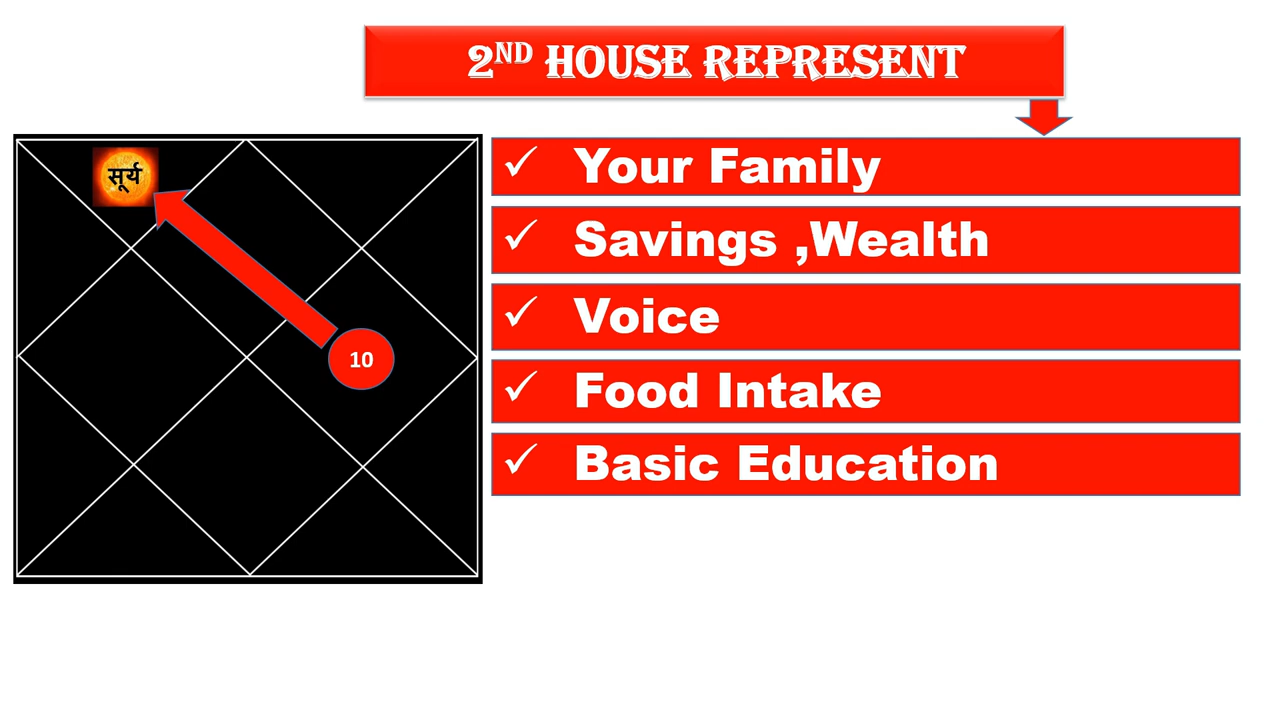 2ND HOUSE REPRESENT
सूर्य
10
✓ Your Family
✓ Savings ,Wealth
✓ Voice
✓ Food Intake
✓ Basic Education